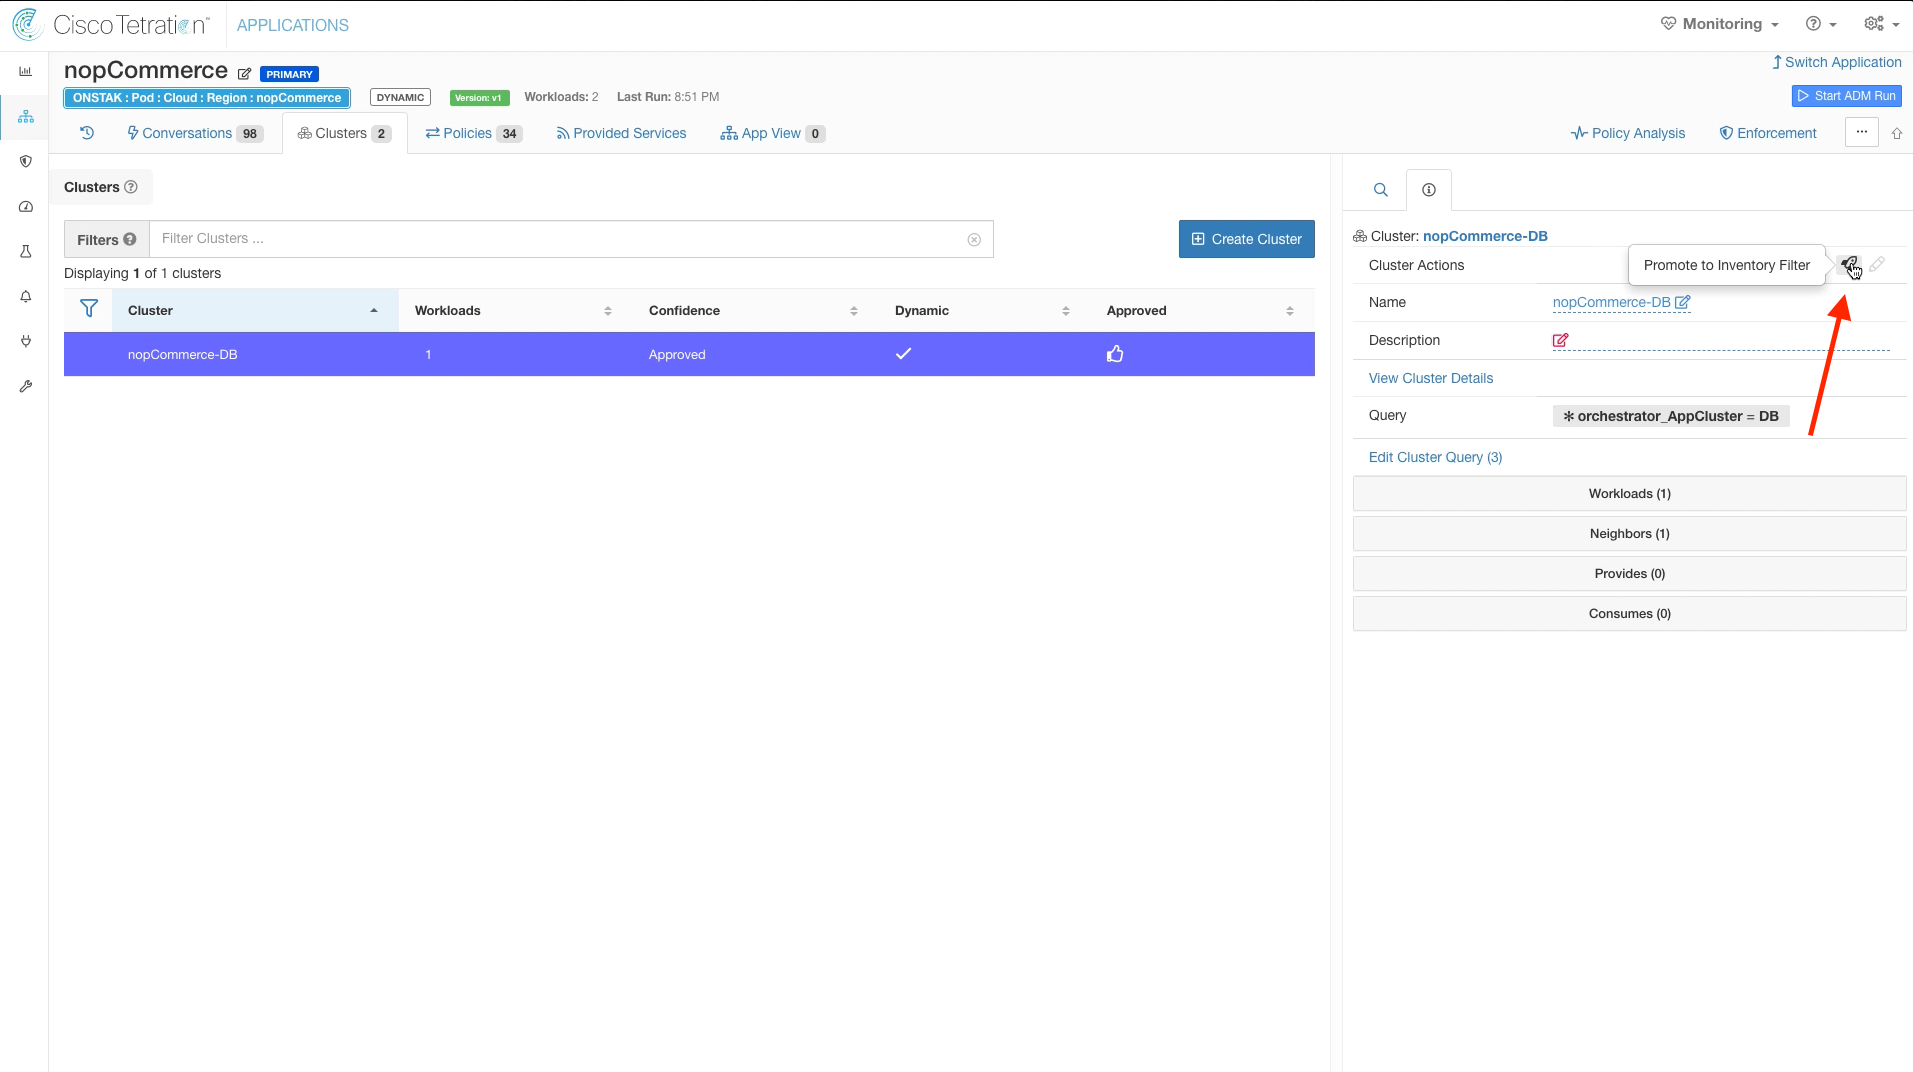 Cisco Tetration™ APPLICATIONS Monitoring
nopCommerce PRIMARY Switch Application
ONSTAK : Pod : Cloud : Region : nopCommerce DYNAMIC Version: v1 Workloads: 2 Last Run: 8:51 PM Start ADM Run
Conversations 98 Clusters 2 Policies 34 Provided Services App View 0 Policy Analysis Enforcement ...
Clusters
Filters Filter Clusters ... Create Cluster
Displaying 1 of 1 clusters
Cluster Workloads Confidence Dynamic Approved
nopCommerce-DB 1 Approved
Cluster: nopCommerce-DB
Cluster Actions Promote to Inventory Filter
Name nopCommerce-DB
Description
View Cluster Details
Query * orchestrator_AppCluster = DB
Edit Cluster Query (3)
Workloads (1)
Neighbors (1)
Provides (0)
Consumes (0)